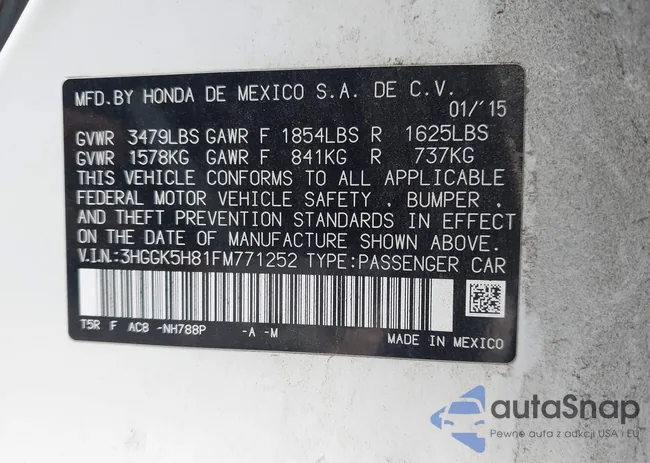 MFD.BY HONDA DE MEXICO S.A. DE C.V.
01/'15
GVWR 3479LBS GAWR F 1854LBS R 1625LBS
GVWR 1578KG GAWR F 841KG R 737KG
THIS VEHICLE CONFORMS TO ALL APPLICABLE
FEDERAL MOTOR VEHICLE SAFETY , BUMPER ,
AND THEFT PREVENTION STANDARDS IN EFFECT
ON DATE OF MANUFACTURE SHOWN ABOVE.
V.I.N:3HGGK5H81FM771252 TYPE:PASSENGER CAR
T5R F AC8 -NH788P -A -M
MADE IN MEXICO
autoSnap
Pewne auta z aukcji USA i EU